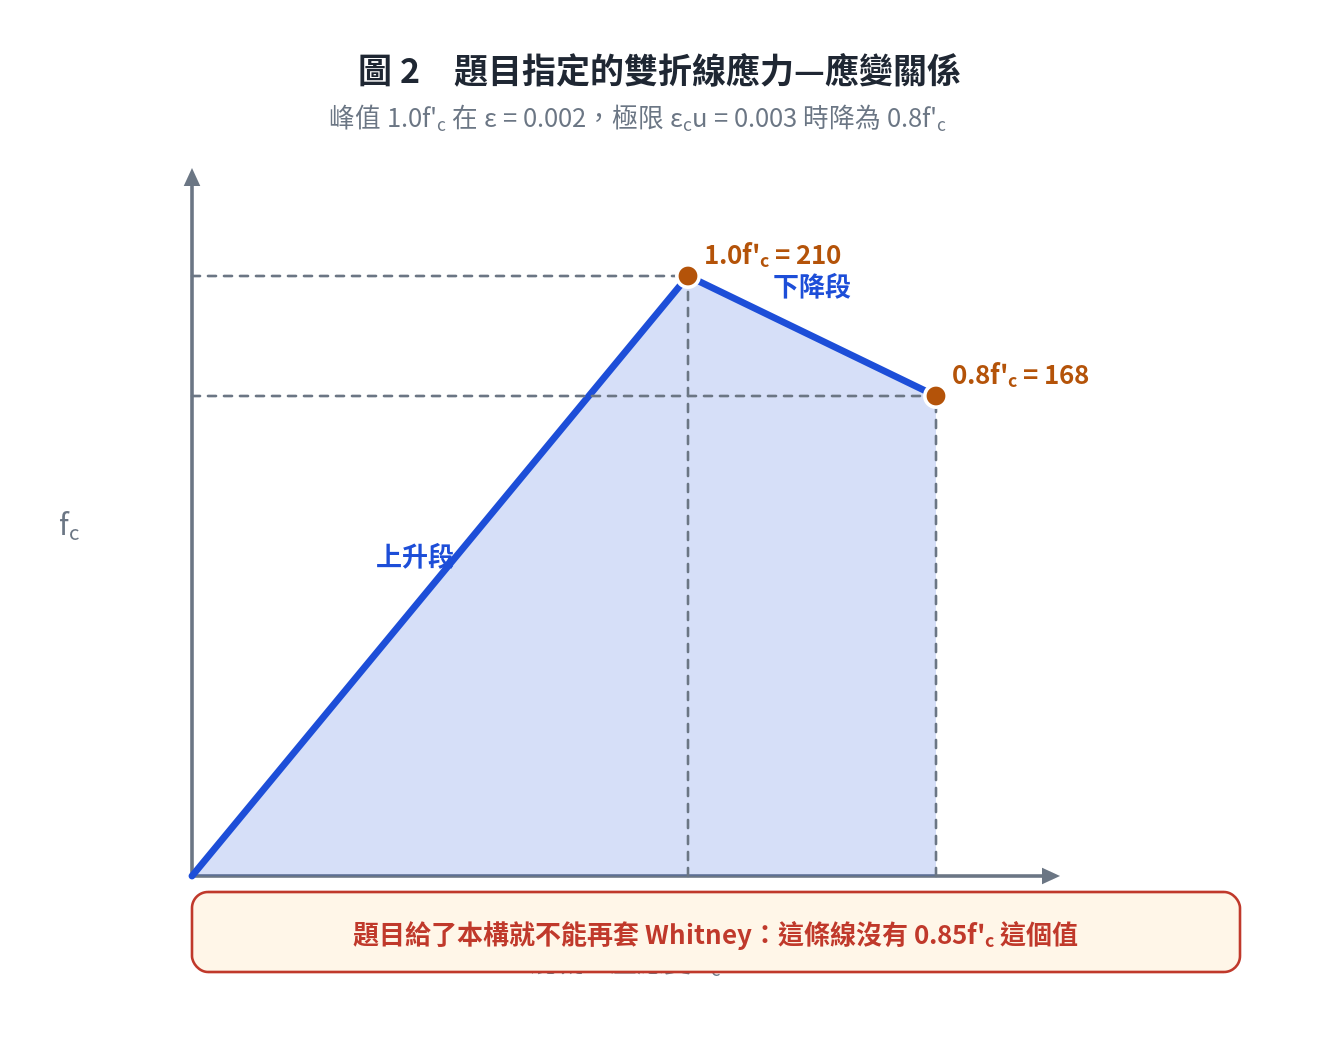 圖 2　題目指定的雙折線應力—應變關係
峰值 1.0f'c 在 ε = 0.002，極限 εcu = 0.003 時降為 0.8f'c
1.0f'c = 210
下降段
0.8f'c = 168
fc
上升段
題目給了本構就不能再套 Whitney：這條線沒有 0.85f'c 這個值